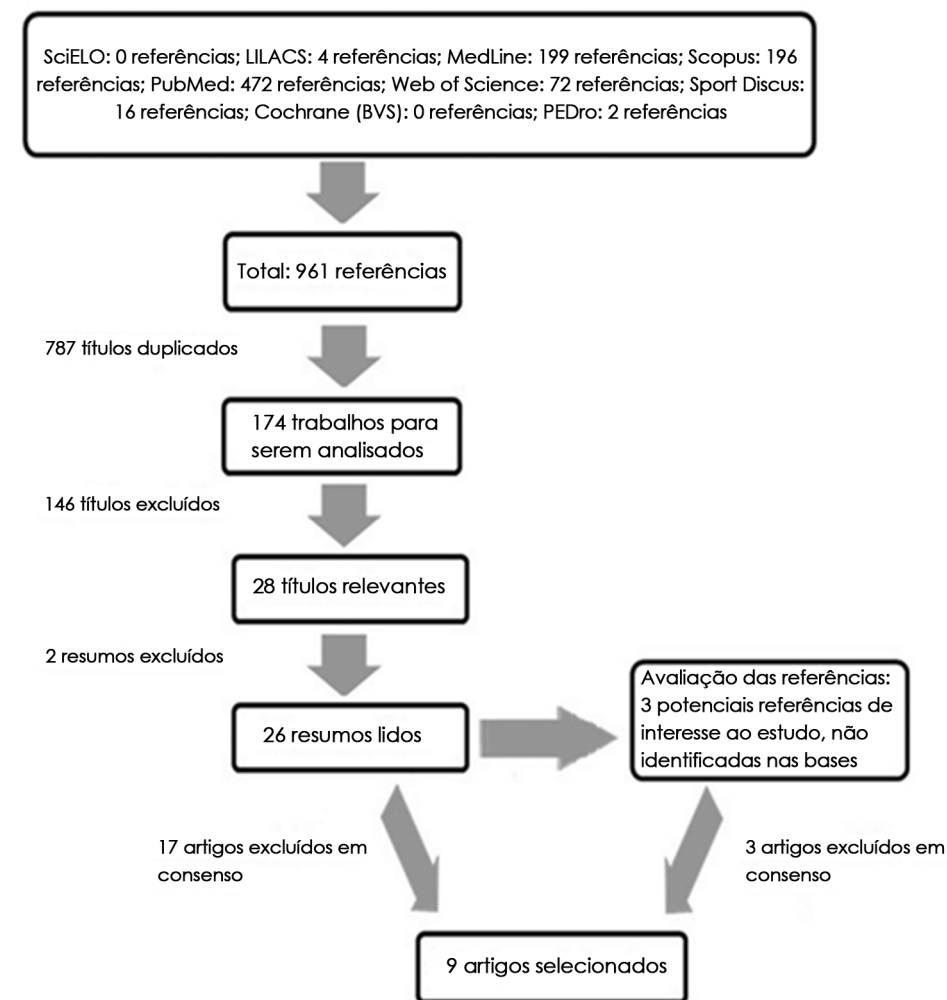 SciELO: 0 referências; LILACS: 4 referências; MedLine: 199 referências; Scopus: 196
referências; PubMed: 472 referências; Web of Science: 72 referências; Sport Discus:
16 referências; Cochrane (BVS): 0 referências; PEDro: 2 referências
Total: 961 referências
787 títulos duplicados
174 trabalhos para
serem analisados
146 títulos excluídos
28 títulos relevantes
2 resumos excluídos
26 resumos lidos
Avaliação das referências:
3 potenciais referências de
interesse ao estudo, não
identificadas nas bases
17 artigos excluídos em
consenso
3 artigos excluídos em
consenso
9 artigos selecionados